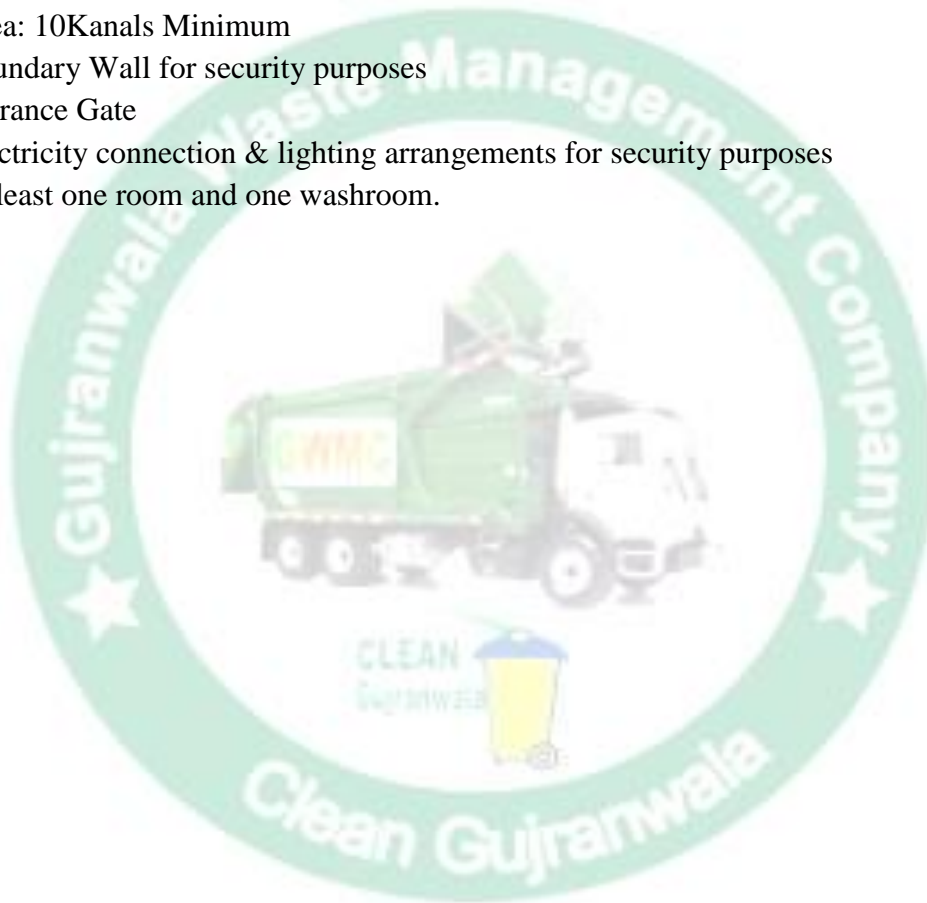 ea: 10Kanals Minimum
undary Wall for security purposes
rance Gate
ctricity connection & lighting arrangements for security purposes
least one room and one washroom.
Gujranwala Waste Management Company
GWMC
CLEAN
Gujranwala
Clean Gujranwala